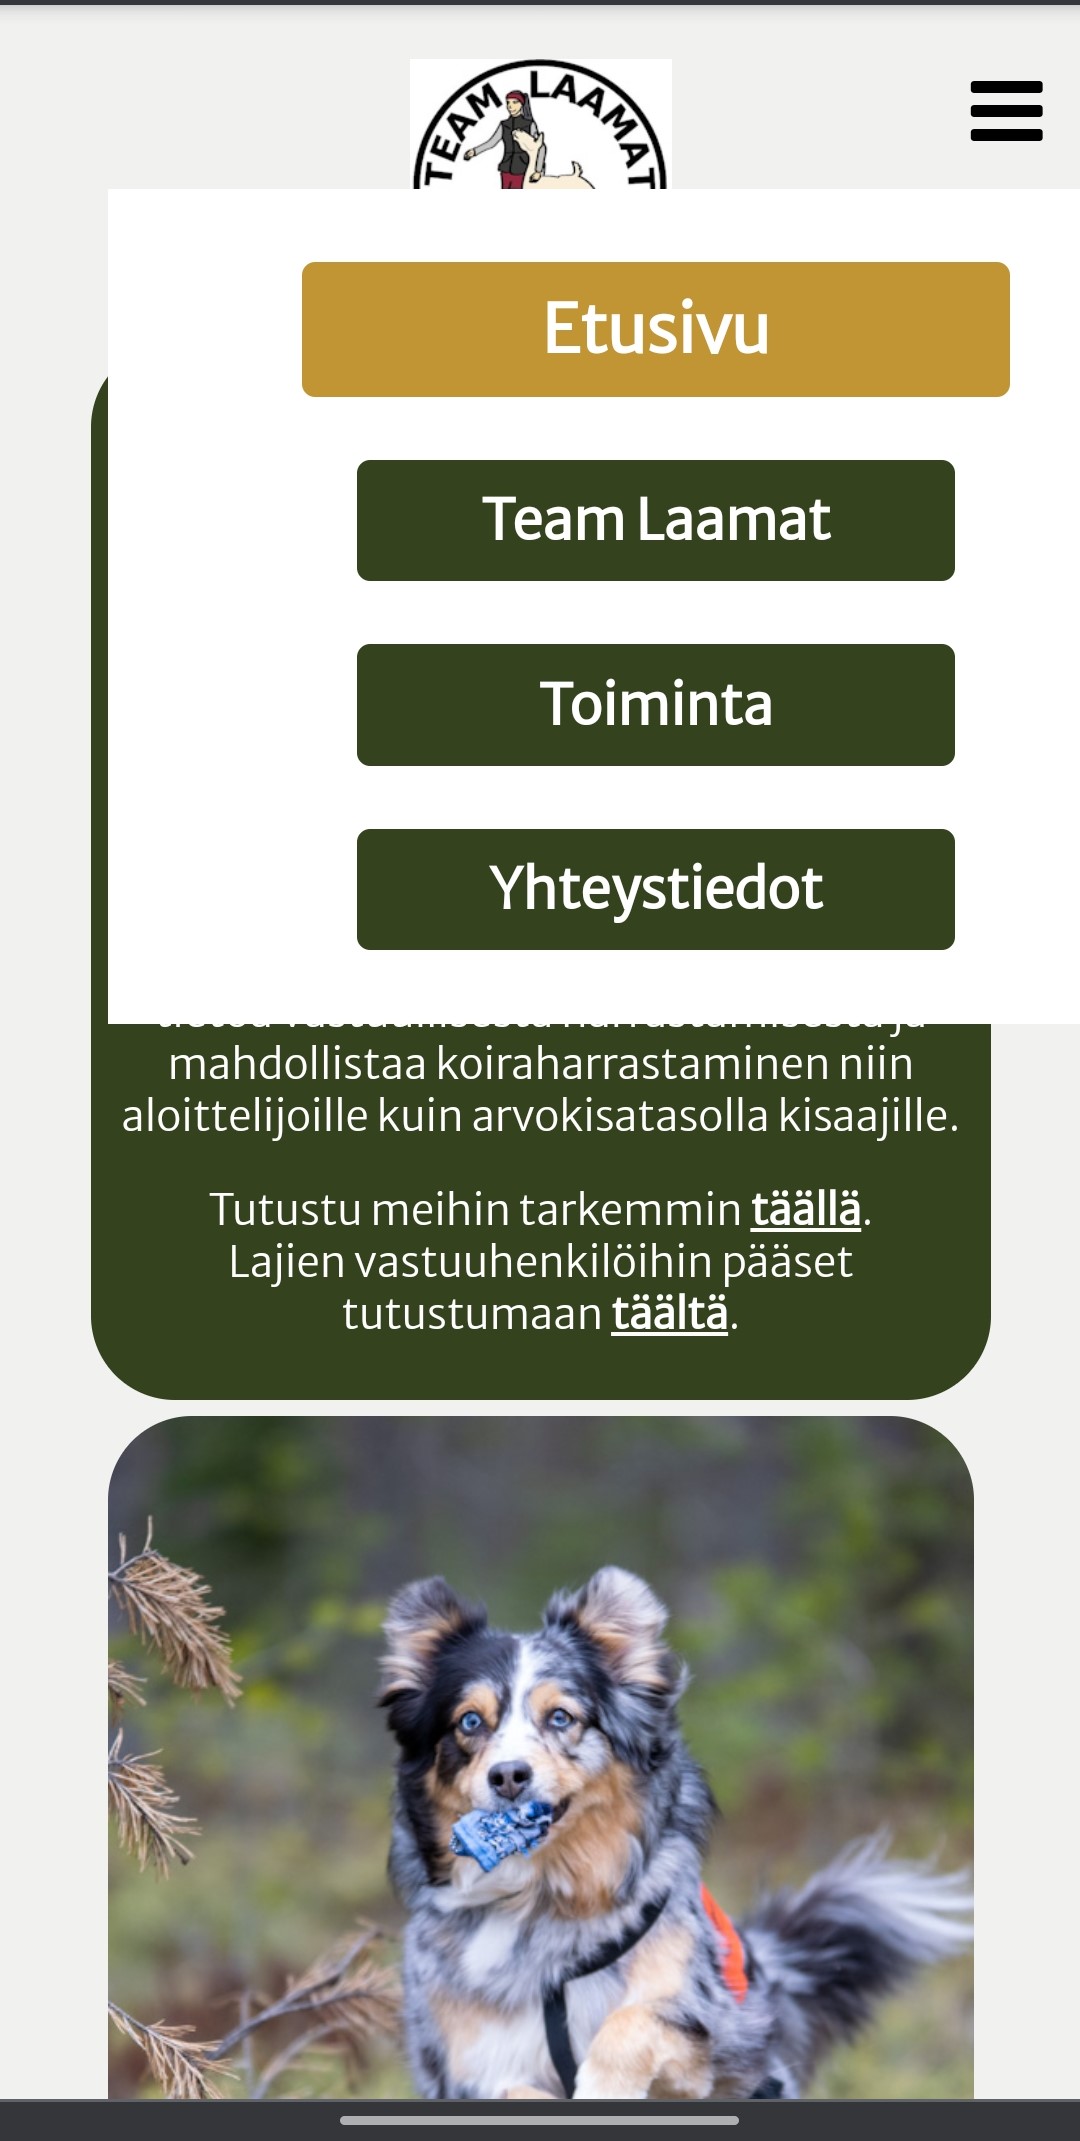 TEAM LAAMAT
Etusivu
Team Laamat
Toiminta
Yhteystiedot
mahdollistaa koiraharrastaminen niin
aloittelijoille kuin arvokisatasolla kisaajille.
Tutustu meihin tarkemmin täällä.
Lajien vastuuhenkilöihin pääset
tutustumaan täältä.